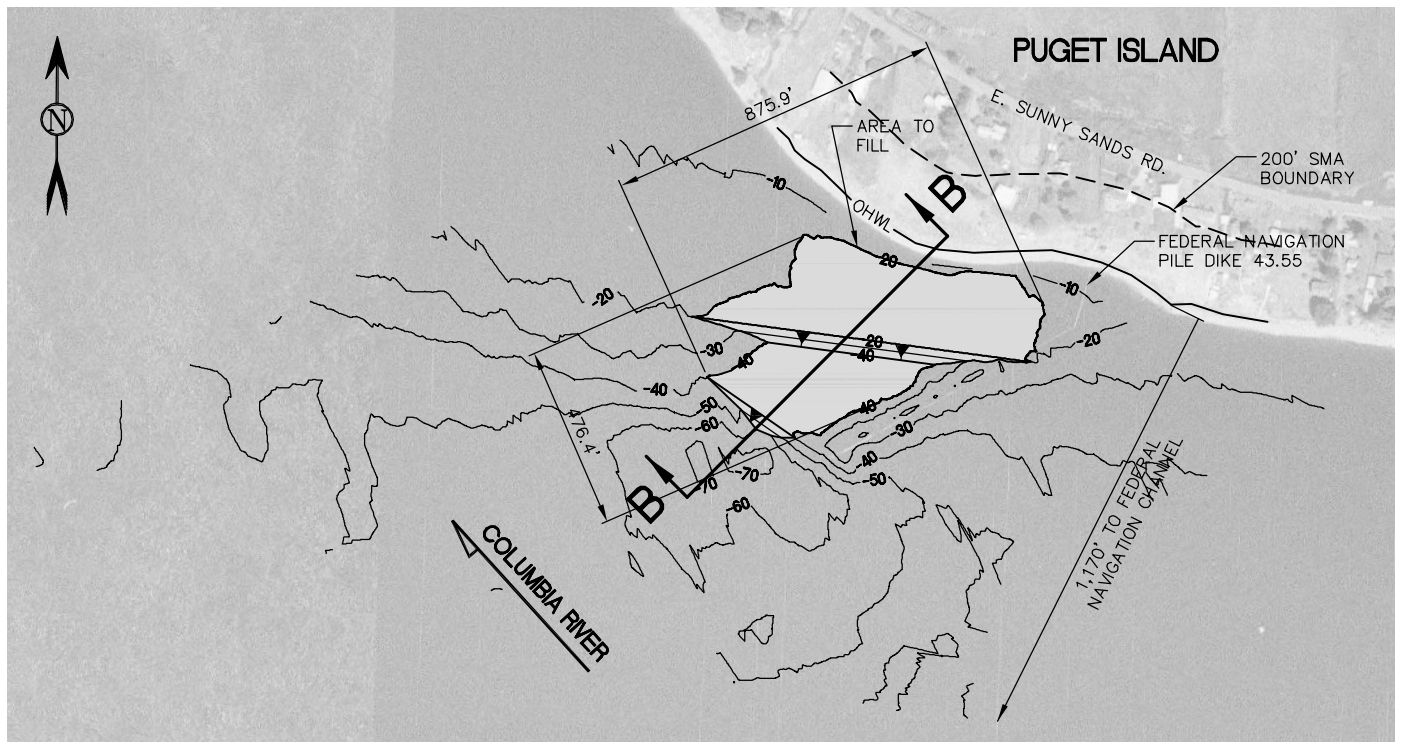 PUGET ISLAND
N
875.9'
E. SUNNY SANDS RD.
AREA TO
FILL
200' SMA
BOUNDARY
-10
B
OHWL
FEDERAL NAVIGATION
PILE DIKE 43.55
-20
-10
-20
-20
-20
-40
-30
-40
-40
-50
-60
-40
-30
476.4'
-40
-50
-70
-70
-60
B
1,170' TO FEDERAL
NAVIGATION CHANNEL
COLUMBIA RIVER